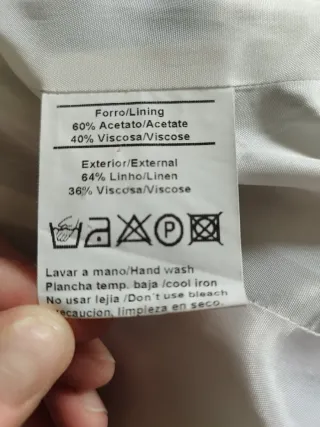 Forro/Lining
60% Acetato/Acetate
40% Viscosa/Viscose
Exterior/External
64% Linho/Linen
36% Viscosa/Viscose
P
Lavar a mano/Hand wash
Plancha temp. baja /cool iron
No usar lejia /Don´t use bleach
limpieza en seco.